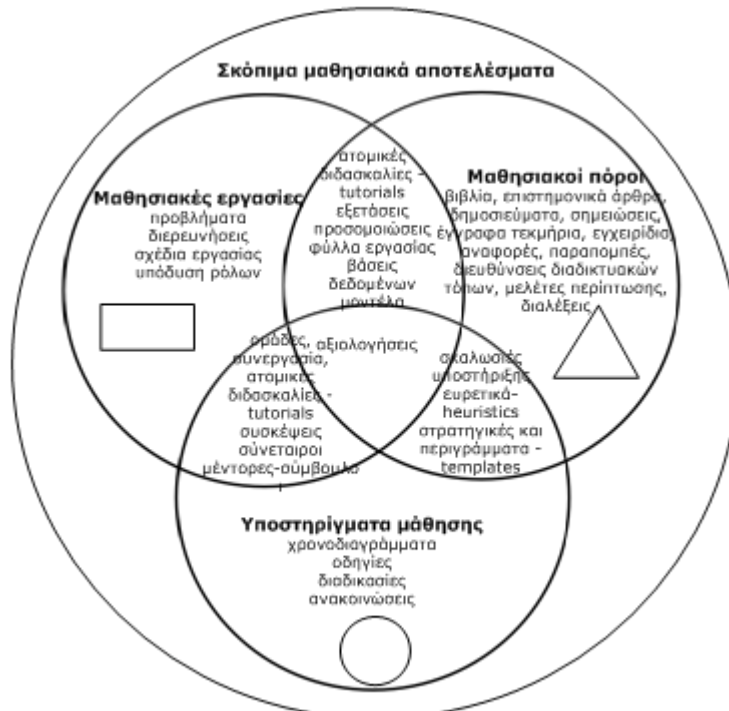 Σκόπιμα μαθησιακά αποτελέσματα
Μαθησιακές εργασίες
προβλήματα
διερευνήσεις
σχέδια εργασίας
υπόδυση ρόλων
ατομικές
διδασκαλίες -
tutorials
εξετάσεις
προσομοιώσεις
φύλλα εργασίας
βάσεις
δεδομένων
μοντέλα
Μαθησιακοί πόροι
βιβλία, επιστημονικά άρθρα,
δημοσιεύματα, σημειώσεις,
έγγραφα τεκμήρια, εγχειρίδια,
αναφορές, παραπομπές,
διευθύνσεις διαδικτυακών
τόπων, μελέτες περίπτωσης,
διαλέξεις
ομάδες,
συνεργασία,
ατομικές
διδασκαλίες -
tutorials
συσκέψεις
σύνεταιροι
μέντορες-σύμβουλο
ι
αξιολογήσεις
σκαλωσιές
υποστήριξης
ευρετικά-
heuristics
στρατηγικές και
περιγράμματα -
templates
Υποστηρίγματα μάθησης
χρονοδιαγράμματα
οδηγίες
διαδικασίες
ανακοινώσεις